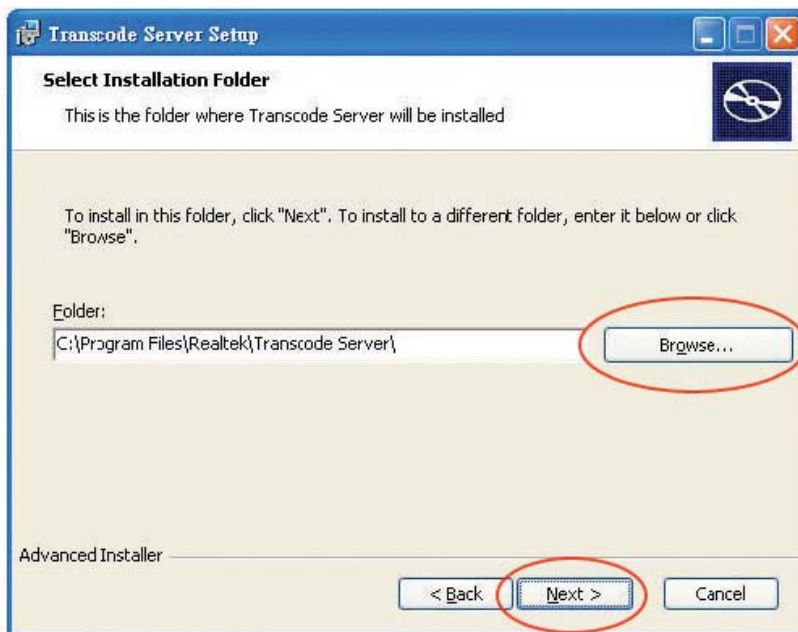 Transcode Server Setup
Select Installation Folder
This is the folder where Transcode Server will be installed
To install in this folder, click "Next". To install to a different folder, enter it below or click
"Browse".
Folder:
C:\Program Files\Realtek\Transcode Server\
Browse...
Advanced Installer
< Back
Next >
Cancel